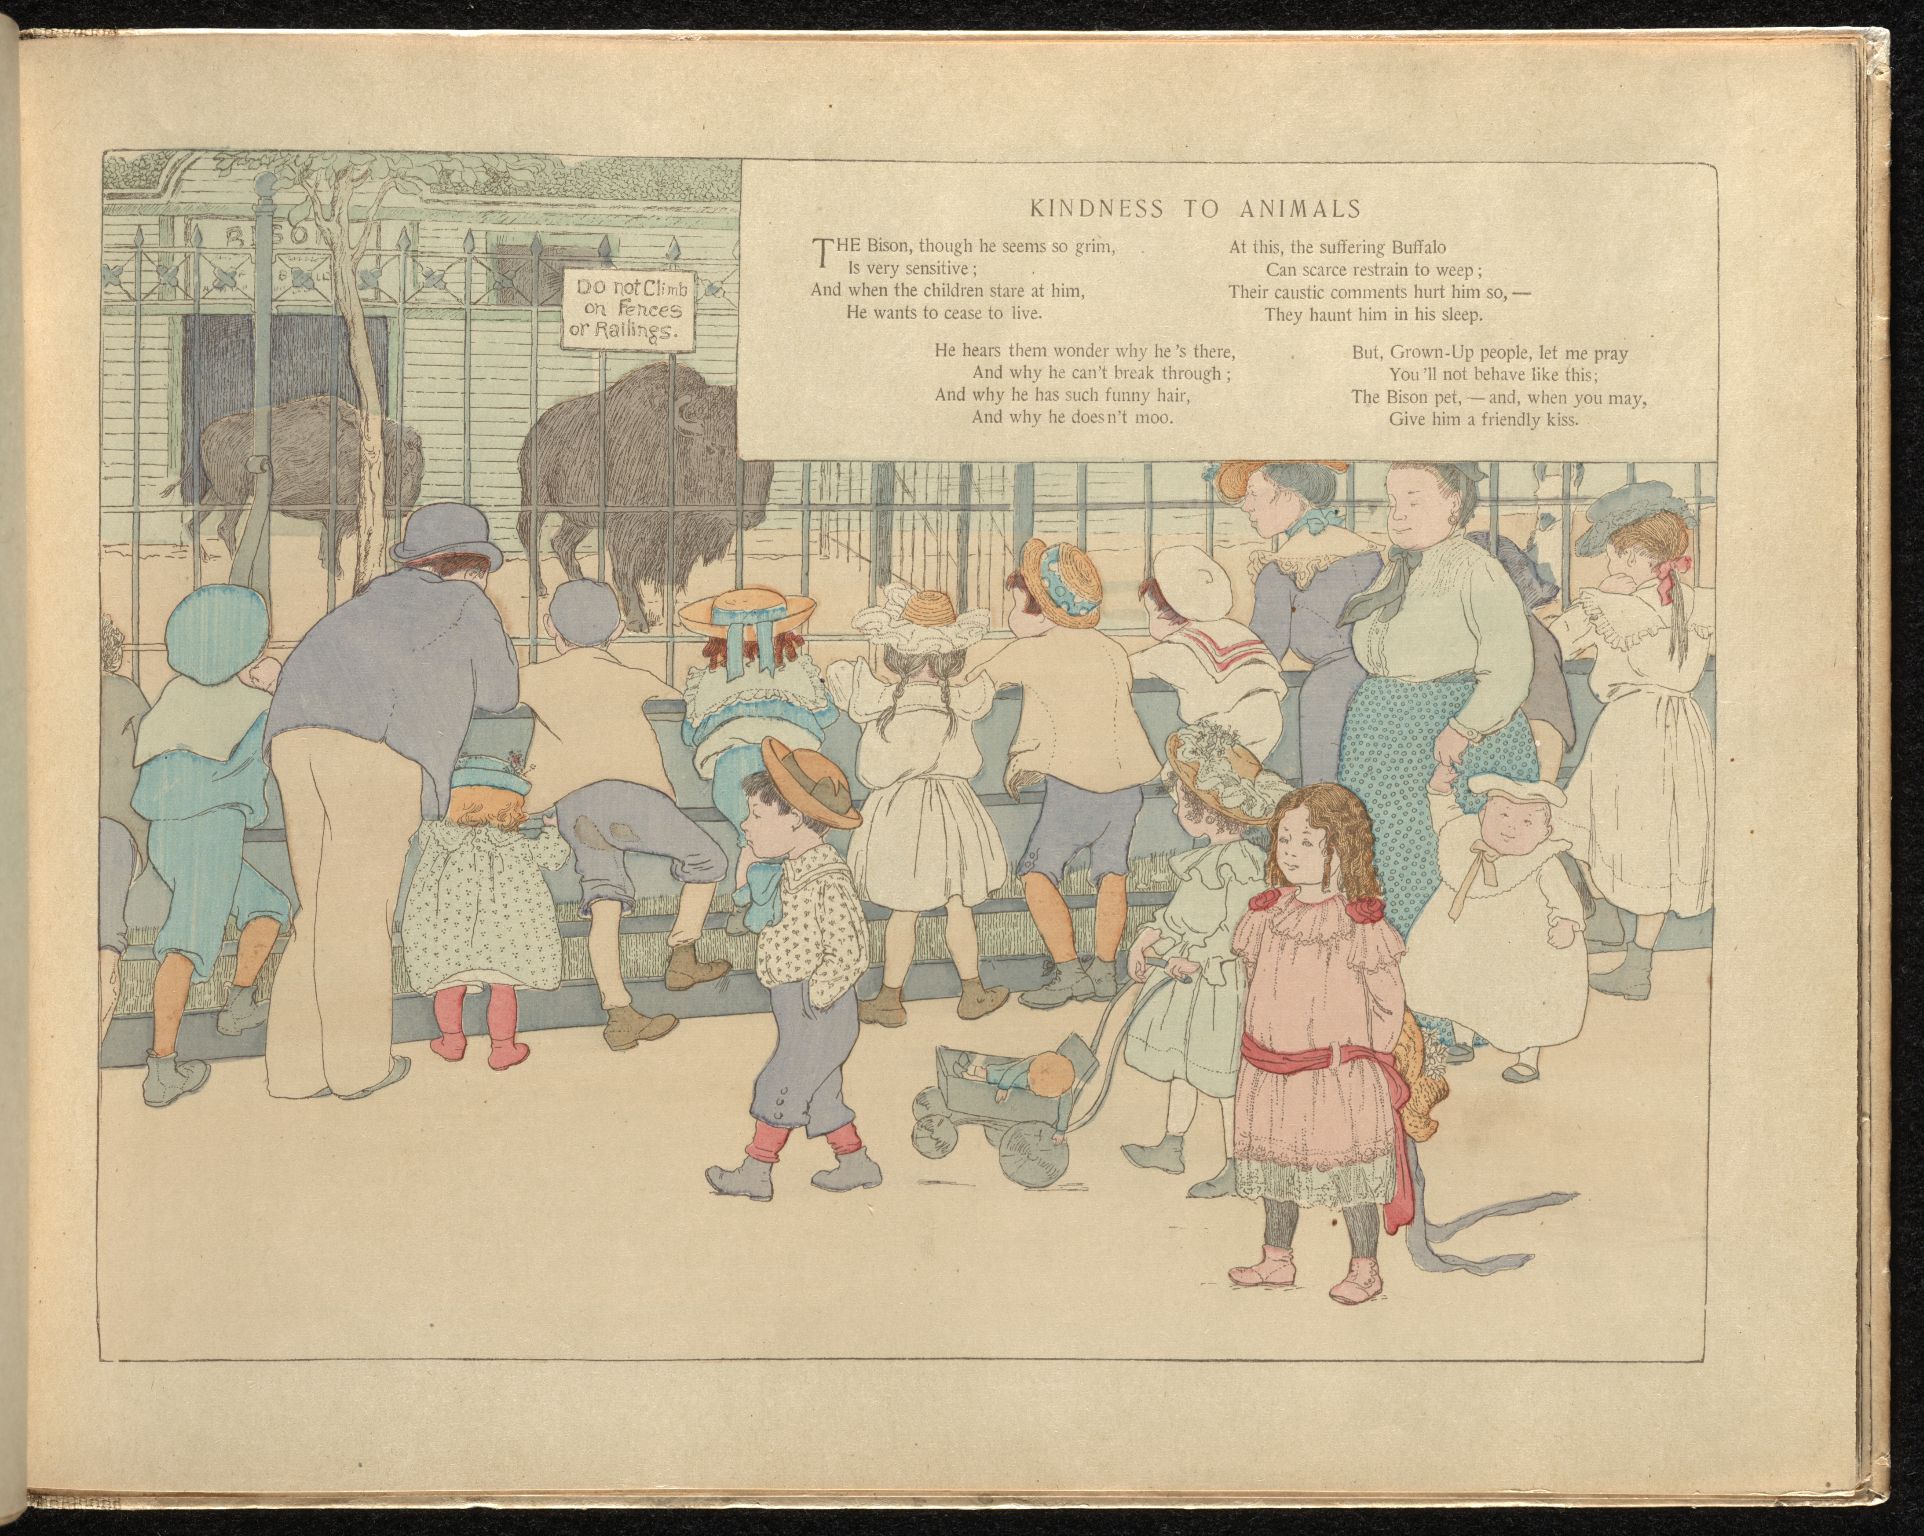 BISON
Do not Climb
on Fences
or Railings.
KINDNESS TO ANIMALS
THE Bison, though he seems so grim,
Is very sensitive;
And when the children stare at him,
He wants to cease to live.
He hears them wonder why he's there,
And why he can't break through;
And why he has such funny hair,
And why he doesn't moo.
At this, the suffering Buffalo
Can scarce restrain to weep;
Their caustic comments hurt him so,—
They haunt him in his sleep.
But, Grown-Up people, let me pray
You'll not behave like this;
The Bison pet,—and, when you may,
Give him a friendly kiss.